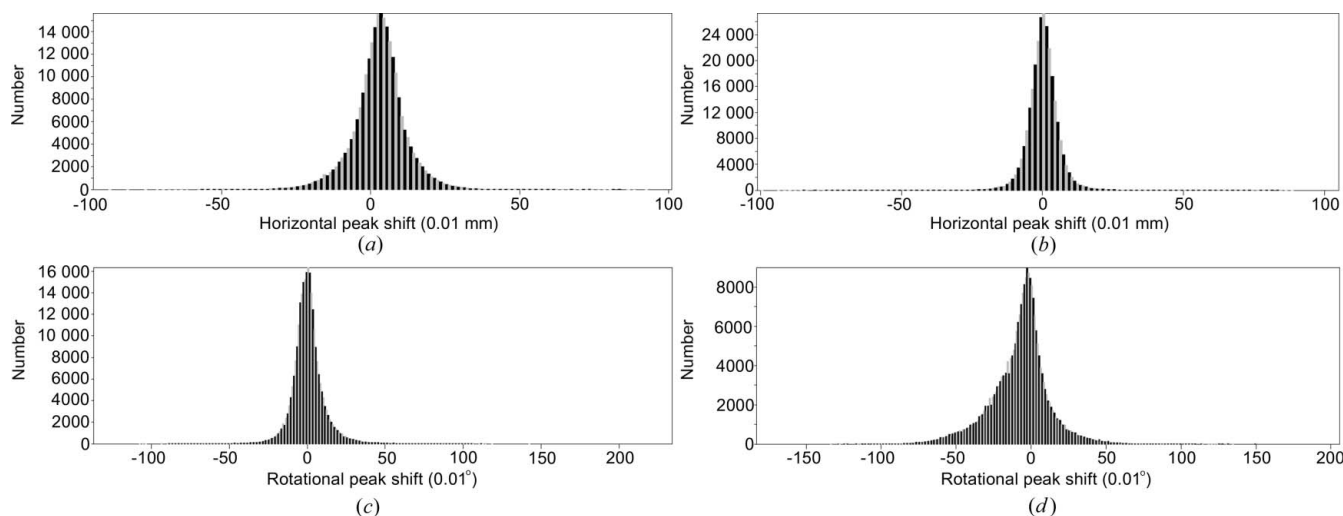 14 000
12 000
10 000
8000
6000
4000
2000
0
Number
-100 -50 0 50 100
Horizontal peak shift (0.01 mm)
(a)
24 000
20 000
16 000
12 000
8000
4000
0
Number
-100 -50 0 50 100
Horizontal peak shift (0.01 mm)
(b)
16 000
14 000
12 000
10 000
8000
6000
4000
2000
0
Number
-100 -50 0 50 100 150 200
Rotational peak shift (0.01°)
(c)
8000
6000
4000
2000
0
Number
-150 -100 -50 0 50 100 150 200
Rotational peak shift (0.01°)
(d)